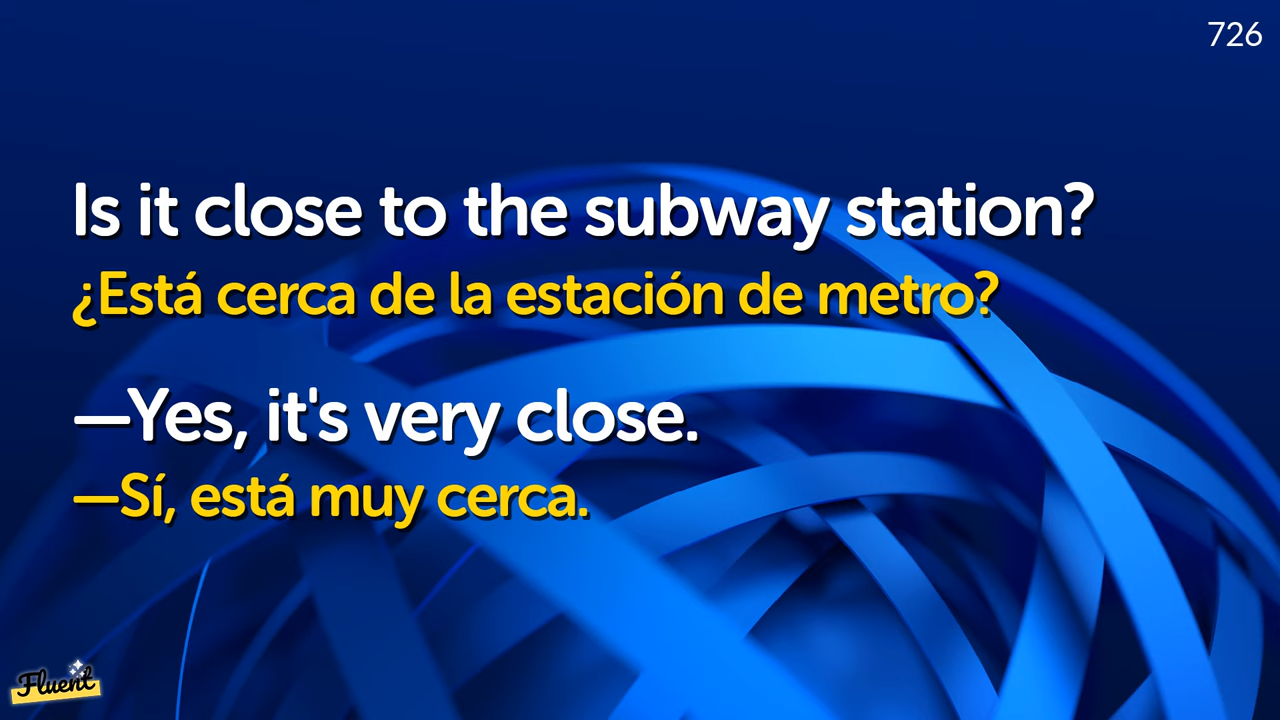 726
Is it close to the subway station?
¿Está cerca de la estación de metro?
—Yes, it's very close.
—Sí, está muy cerca.
Fluent